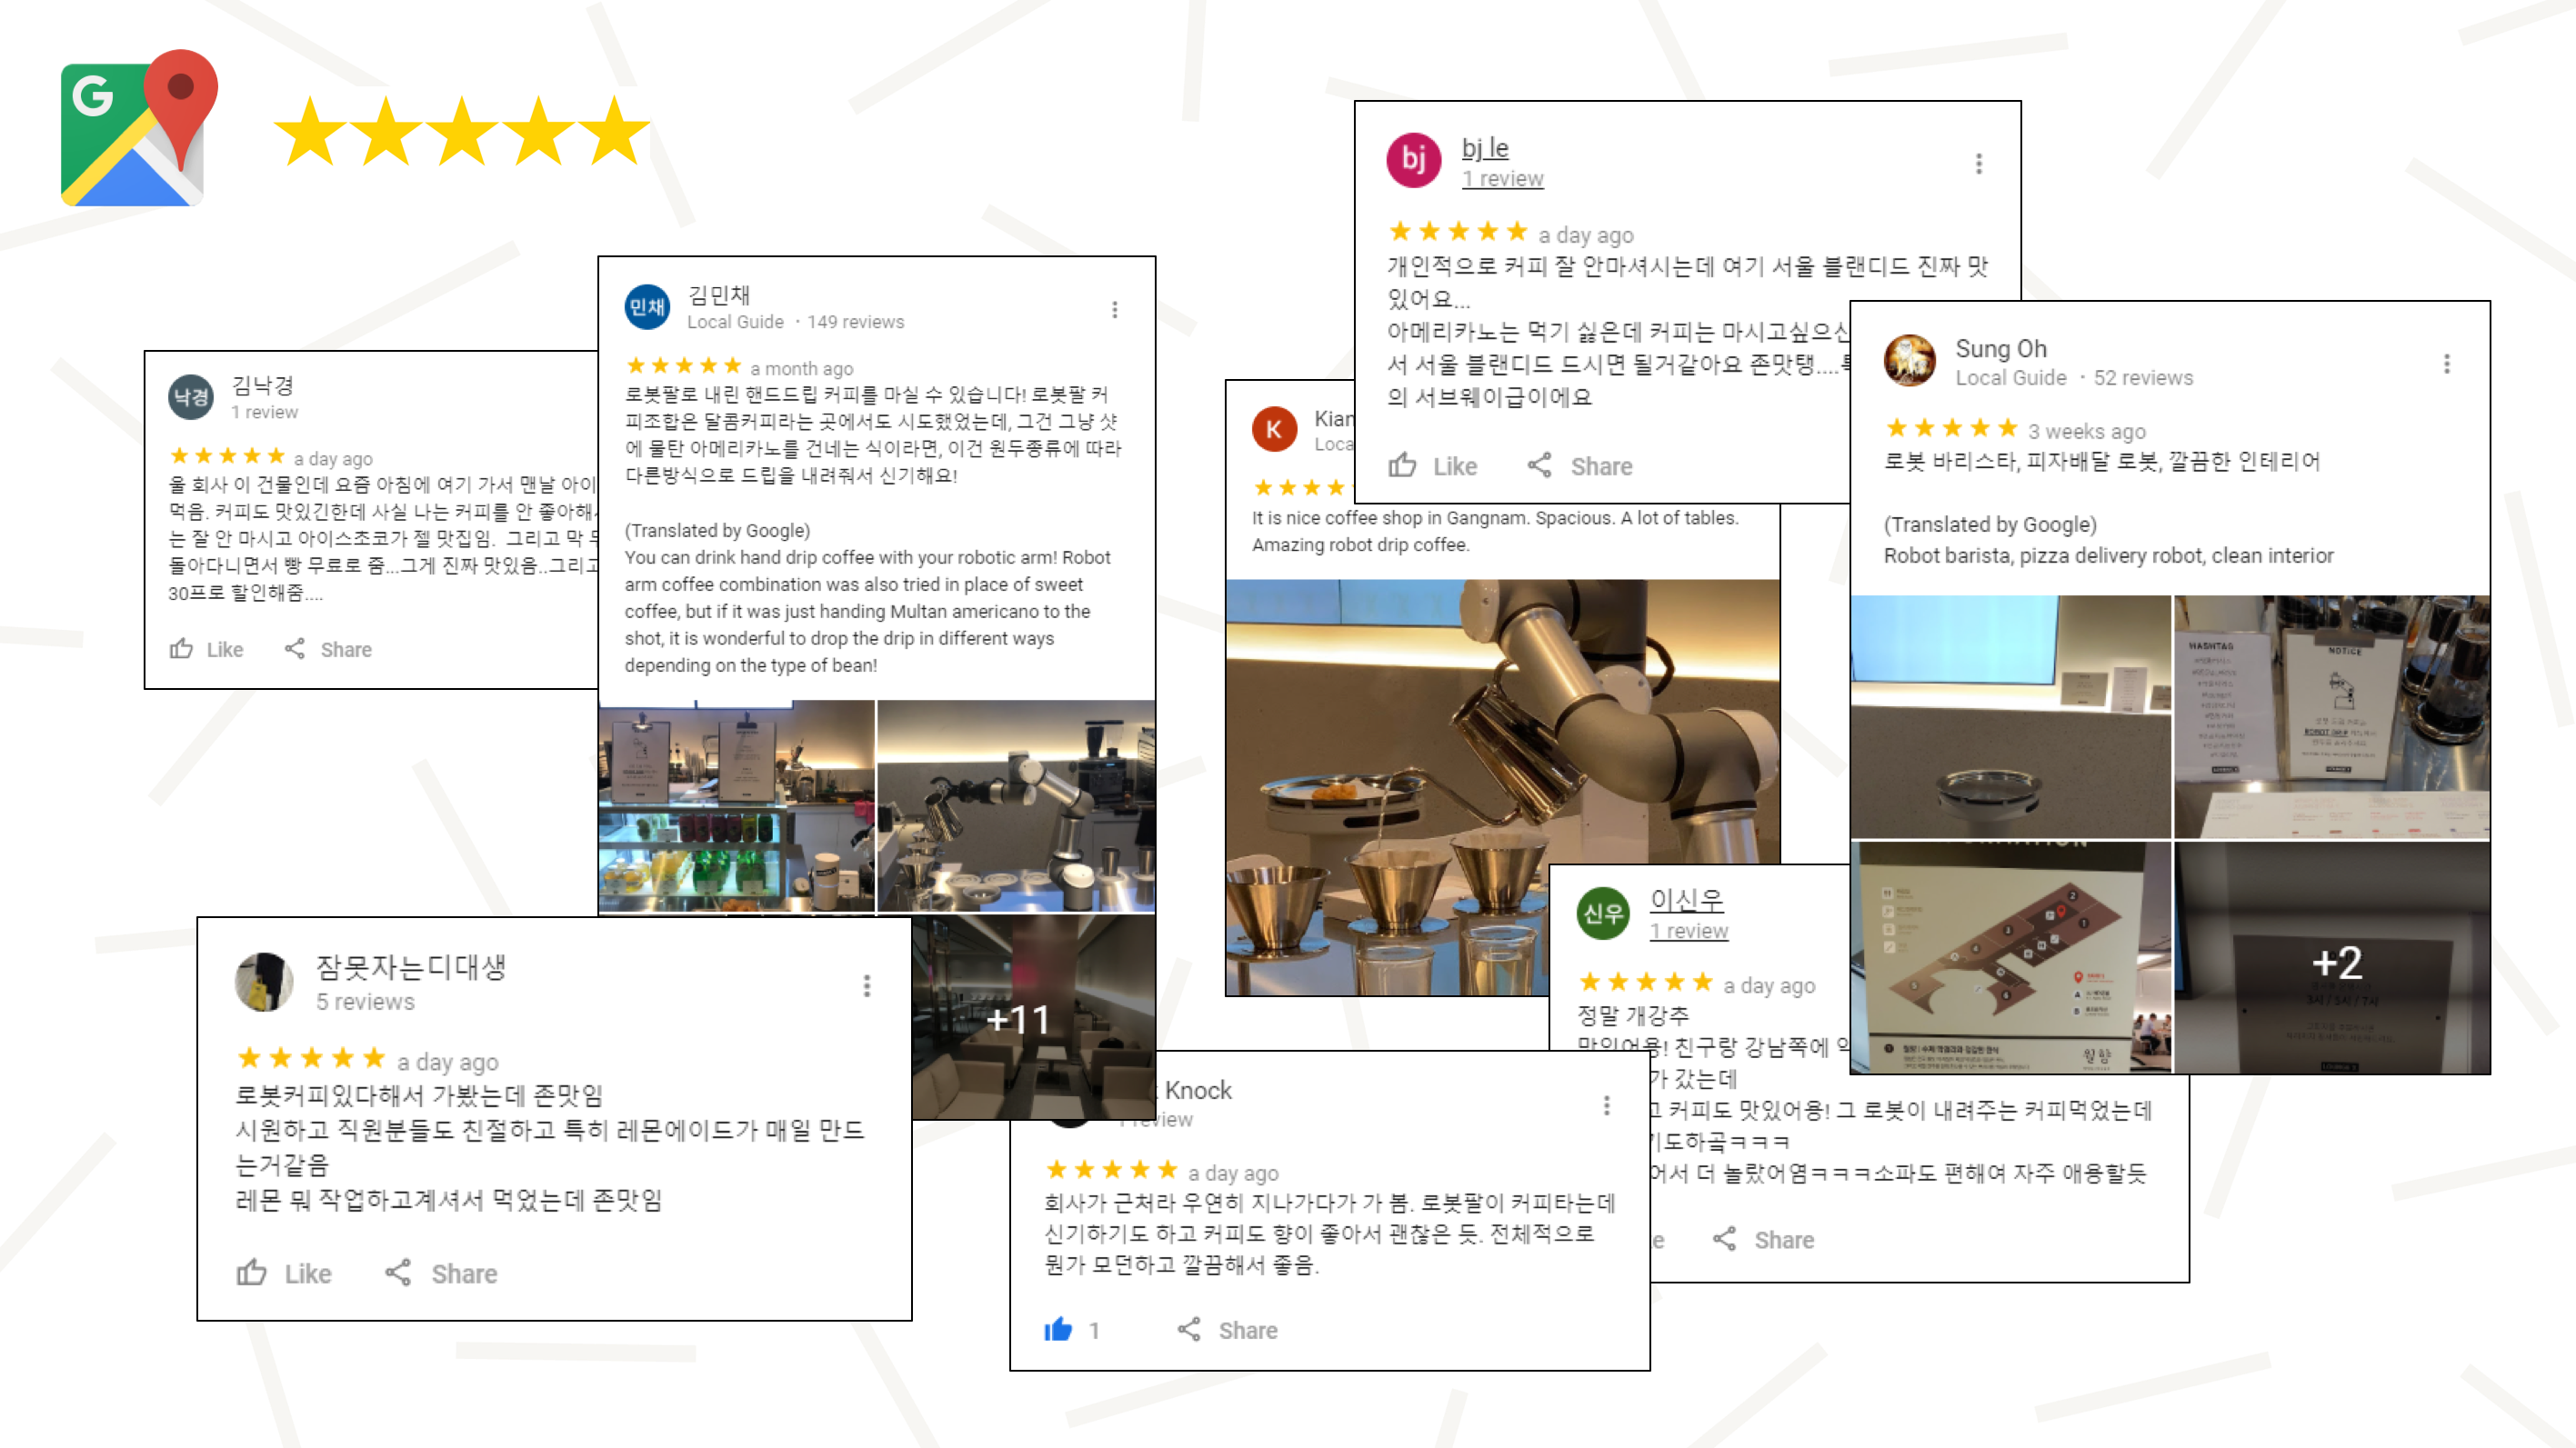 G
낙경
김낙경
1 review
a day ago
울 회사 이 건물인데 요즘 아침에 여기 가서 맨날 아이
먹음. 커피도 맛있긴한데 사실 나는 커피를 안 좋아해
는 잘 안 마시고 아이스초코가 젤 맛집임. 그리고 막
돌아다니면서 빵 무료로 줌...그게 진짜 맛있음..그리고
30프로 할인해줌....
Like Share
민채
김민채
Local Guide · 149 reviews
a month ago
로봇팔로 내린 핸드드립 커피를 마실 수 있습니다! 로봇팔 커
피조합은 달콤커피라는 곳에서도 시도했었는데, 그건 그냥 샷
에 물탄 아메리카노를 건네는 식이라면, 이건 원두종류에 따라
다른방식으로 드립을 내려줘서 신기해요!
(Translated by Google)
You can drink hand drip coffee with your robotic arm! Robot
arm coffee combination was also tried in place of sweet
coffee, but if it was just handing Multan americano to the
shot, it is wonderful to drop the drip in different ways
depending on the type of bean!
+11
잠못자는디대생
5 reviews
a day ago
로봇커피있다해서 가봤는데 존맛임
시원하고 직원분들도 친절하고 특히 레몬에이드가 매일 만드
는거같음
레몬 뭐 작업하고계셔서 먹었는데 존맛임
Like Share
Knock
a day ago
회사가 근처라 우연히 지나가다가 가 봄. 로봇팔이 커피타는데
신기하기도 하고 커피도 향이 좋아서 괜찮은 듯. 전체적으로
뭔가 모던하고 깔끔해서 좋음.
1 Share
K
Kian
Loca
It is nice coffee shop in Gangnam. Spacious. A lot of tables.
Amazing robot drip coffee.
bj
bj le
1 review
a day ago
개인적으로 커피 잘 안마셔시는데 여기 서울 블랜디드 진짜 맛
있어요...
아메리카노는 먹기 싫은데 커피는 마시고싶으신
서 서울 블랜디드 드시면 될거같아요 존맛탱....
의 서브웨이급이에요
Like Share
신우
이신우
1 review
a day ago
정말 개강추
맛있어용! 친구랑 강남쪽에
가 갔는데
고 커피도 맛있어용! 그 로봇이 내려주는 커피먹었는데
기도하곸ㅋㅋㅋ
어서 더 놀랐어염ㅋㅋㅋ소파도 편해여 자주 애용할듯
Share
Sung Oh
Local Guide · 52 reviews
3 weeks ago
로봇 바리스타, 피자배달 로봇, 깔끔한 인테리어
(Translated by Google)
Robot barista, pizza delivery robot, clean interior
HASHTAG
NOTICE
ROBOT DRIP
+2
3시 / 5시 / 7시